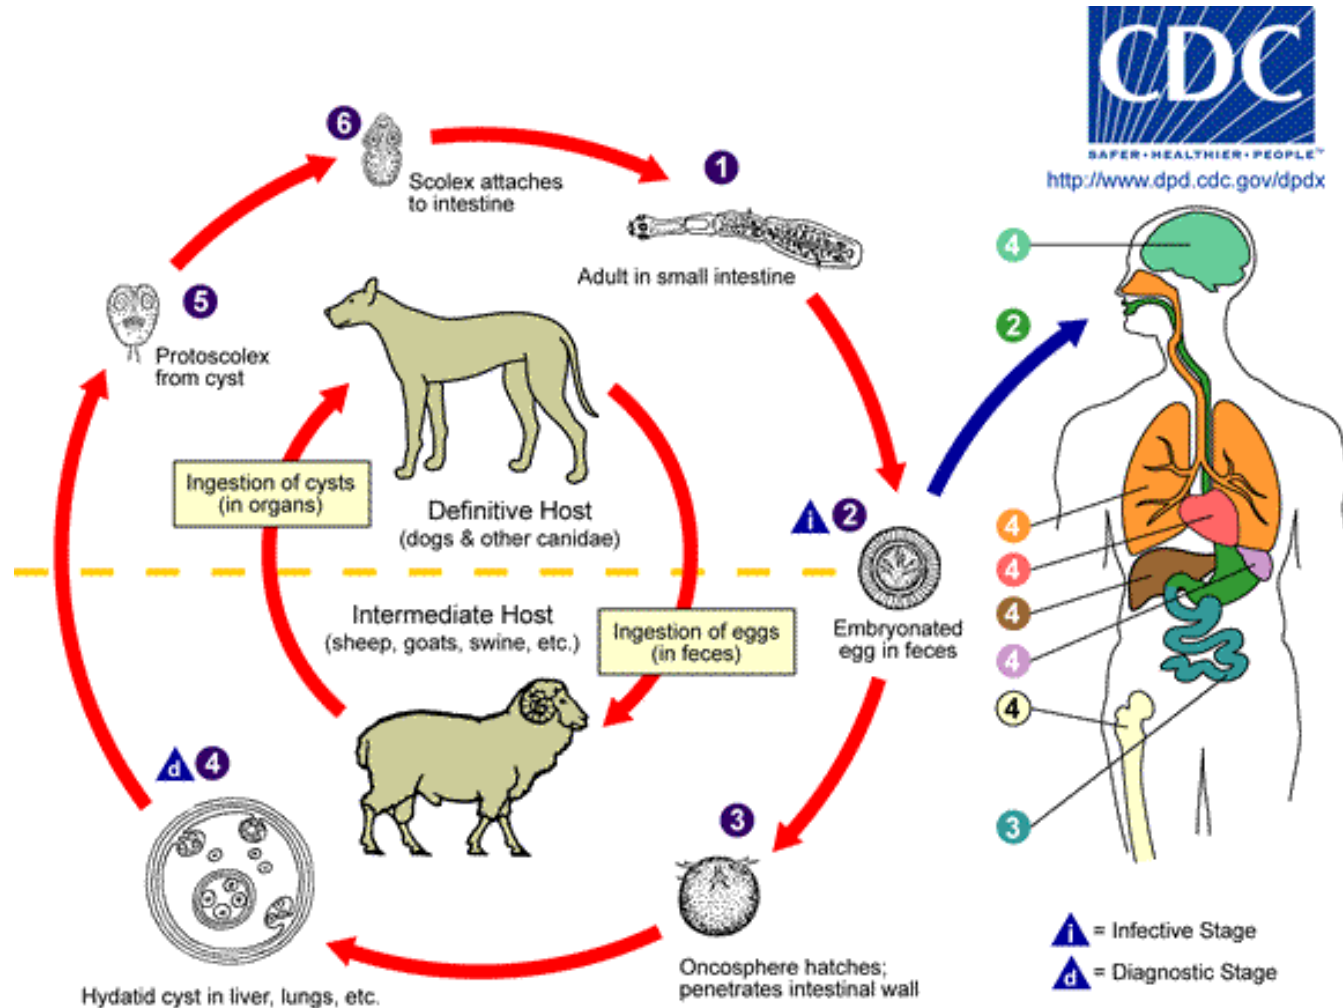 CDC
SAFER • HEALTHIER • PEOPLE™
http://www.dpd.cdc.gov/dpdx
6
Scolex attaches
to intestine
1
Adult in small intestine
5
Protoscolex
from cyst
Ingestion of cysts
(in organs)
Definitive Host
(dogs & other canidae)
i 2
Embryonated
egg in feces
Intermediate Host
(sheep, goats, swine, etc.)
Ingestion of eggs
(in feces)
d 4
Hydatid cyst in liver, lungs, etc.
3
Oncosphere hatches;
penetrates intestinal wall
4
2
4
4
4
4
4
3
i = Infective Stage
d = Diagnostic Stage